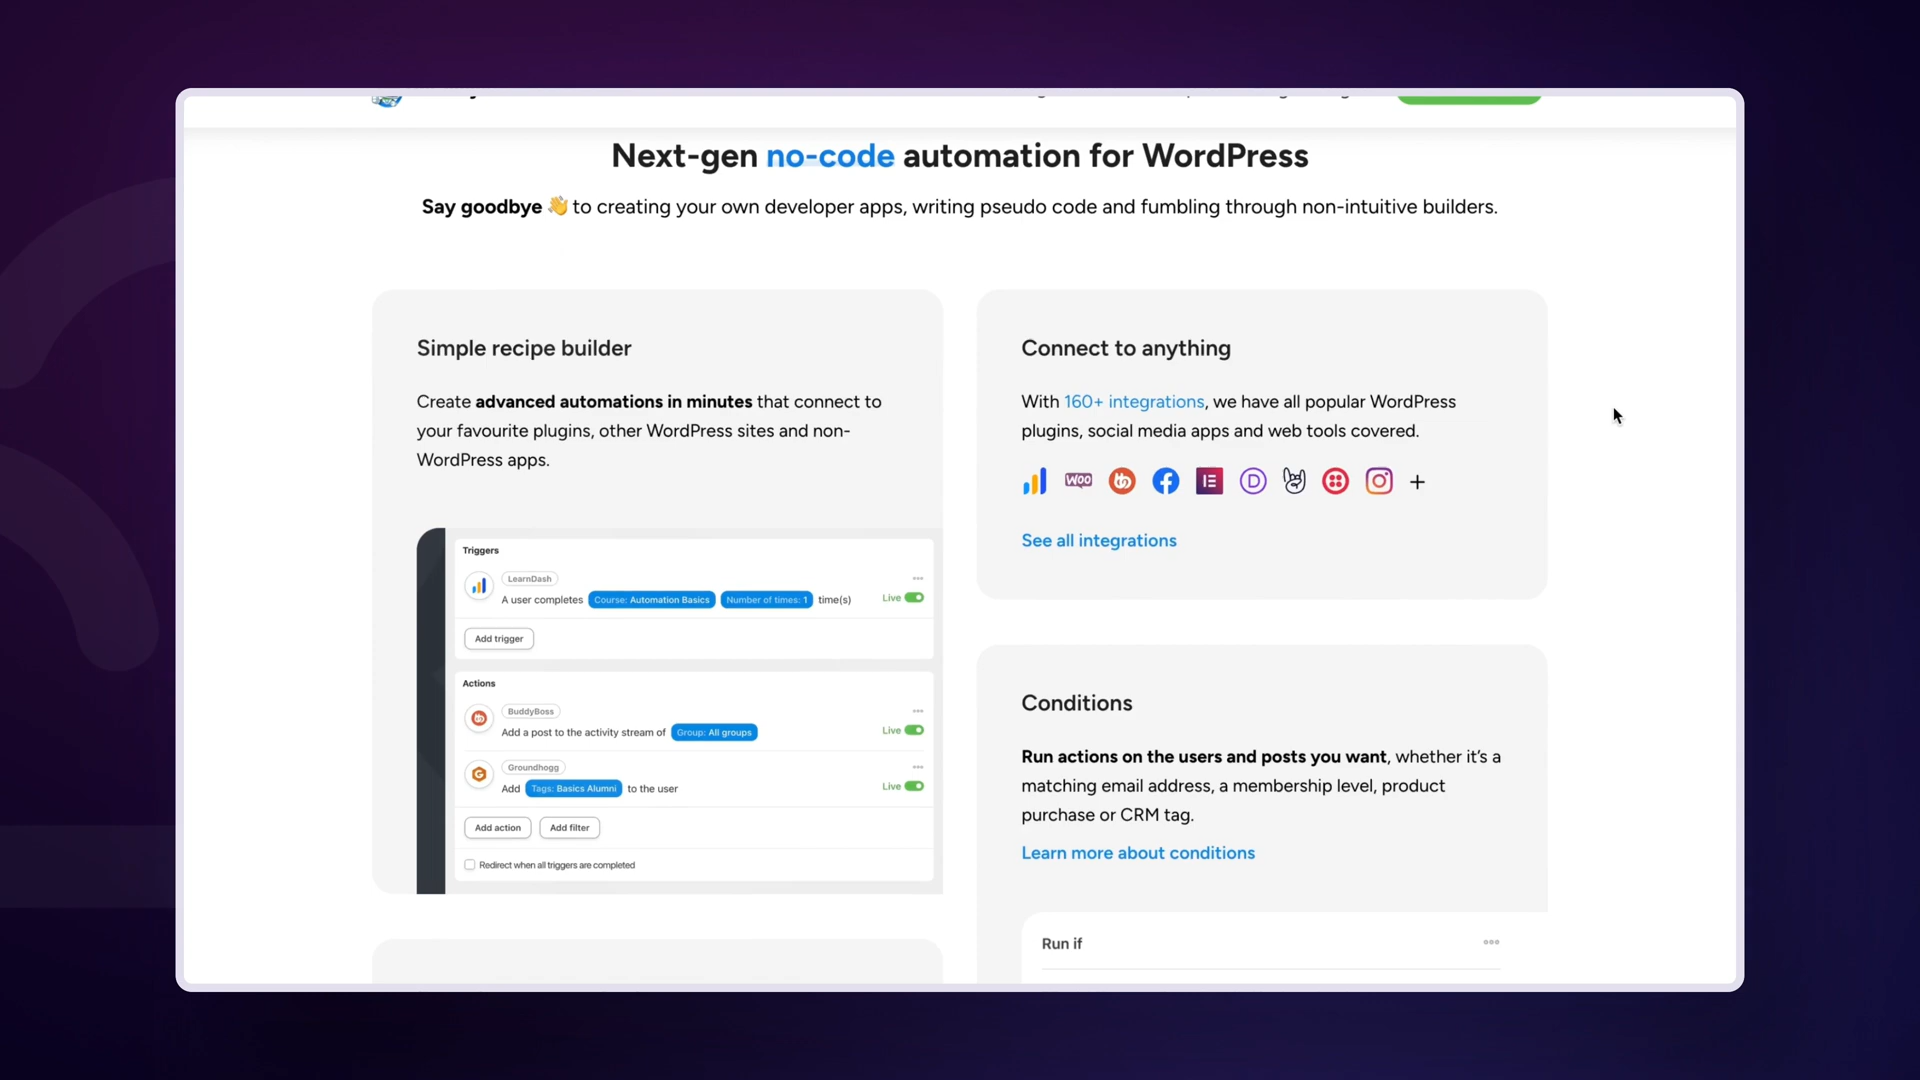 Next-gen no-code automation for WordPress
Say goodbye 👋 to creating your own developer apps, writing pseudo code and fumbling through non-intuitive builders.
Simple recipe builder
Create advanced automations in minutes that connect to
your favourite plugins, other WordPress sites and non-
WordPress apps.
Triggers
LearnDash
A user completes Course: Automation Basics Number of times: 1 time(s)
Live
Add trigger
Actions
BuddyBoss
Add a post to the activity stream of Group: All groups
Live
Groundhogg
Add Tags: Basics Alumni to the user
Live
Add action Add filter
Redirect when all triggers are completed
Connect to anything
With 160+ integrations, we have all popular WordPress
plugins, social media apps and web tools covered.
WOO
See all integrations
Conditions
Run actions on the users and posts you want, whether it's a
matching email address, a membership level, product
purchase or CRM tag.
Learn more about conditions
Run if